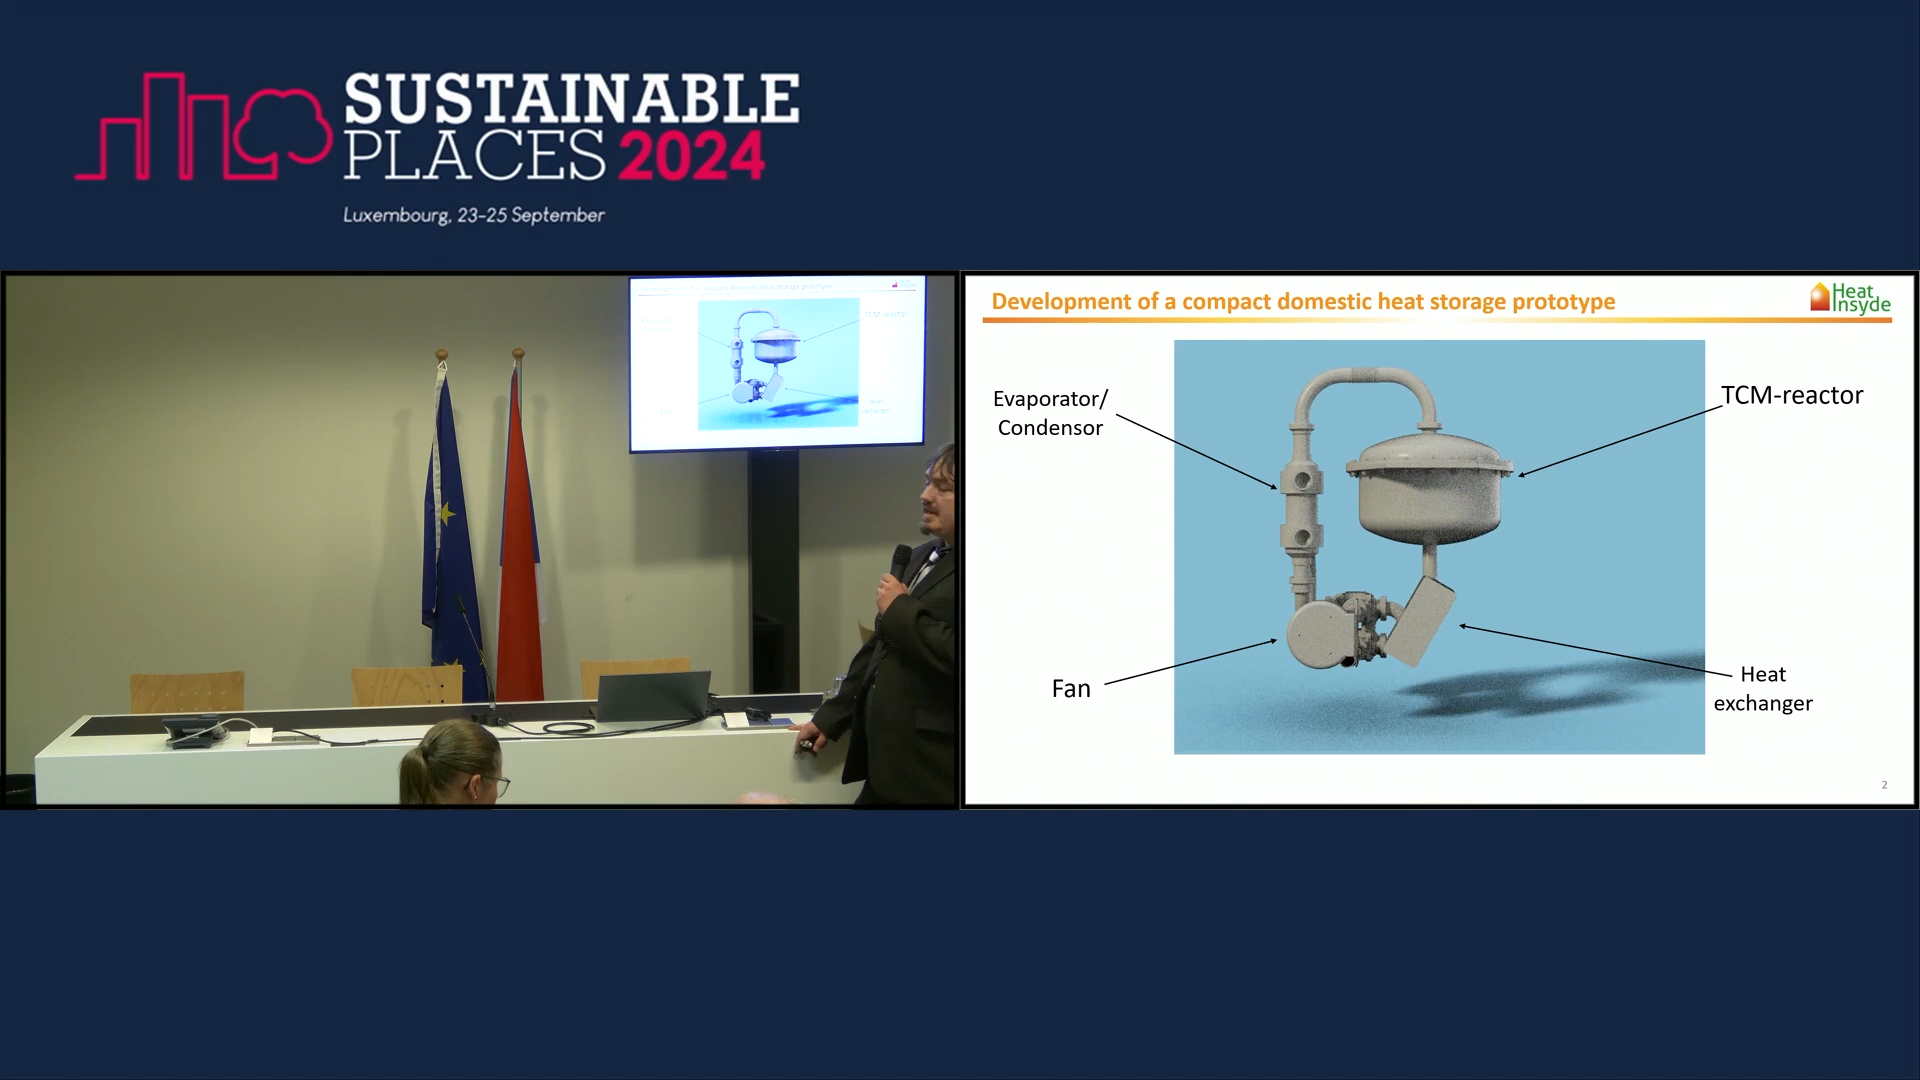 SUSTAINABLE
PLACES 2024
Luxembourg, 23-25 September
Development of a compact domestic heat storage prototype
Heat
Insyde
Evaporator/
Condensor
TCM-reactor
Fan
Heat
exchanger
2